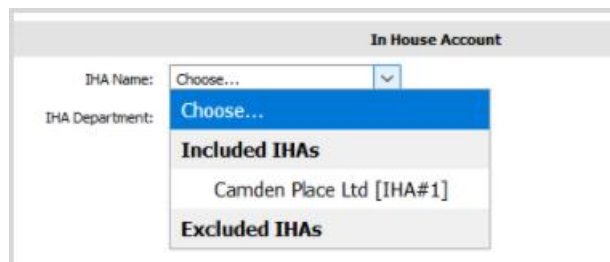 In House Account
IHA Name: Choose...
IHA Department:
Choose...
Included IHAs
Camden Place Ltd [IHA#1]
Excluded IHAs